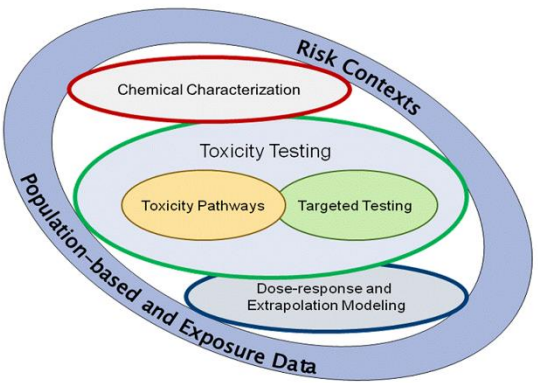 Risk Contexts
Chemical Characterization
Toxicity Testing
Toxicity Pathways
Targeted Testing
Dose-response and
Extrapolation Modeling
Population-based and Exposure Data